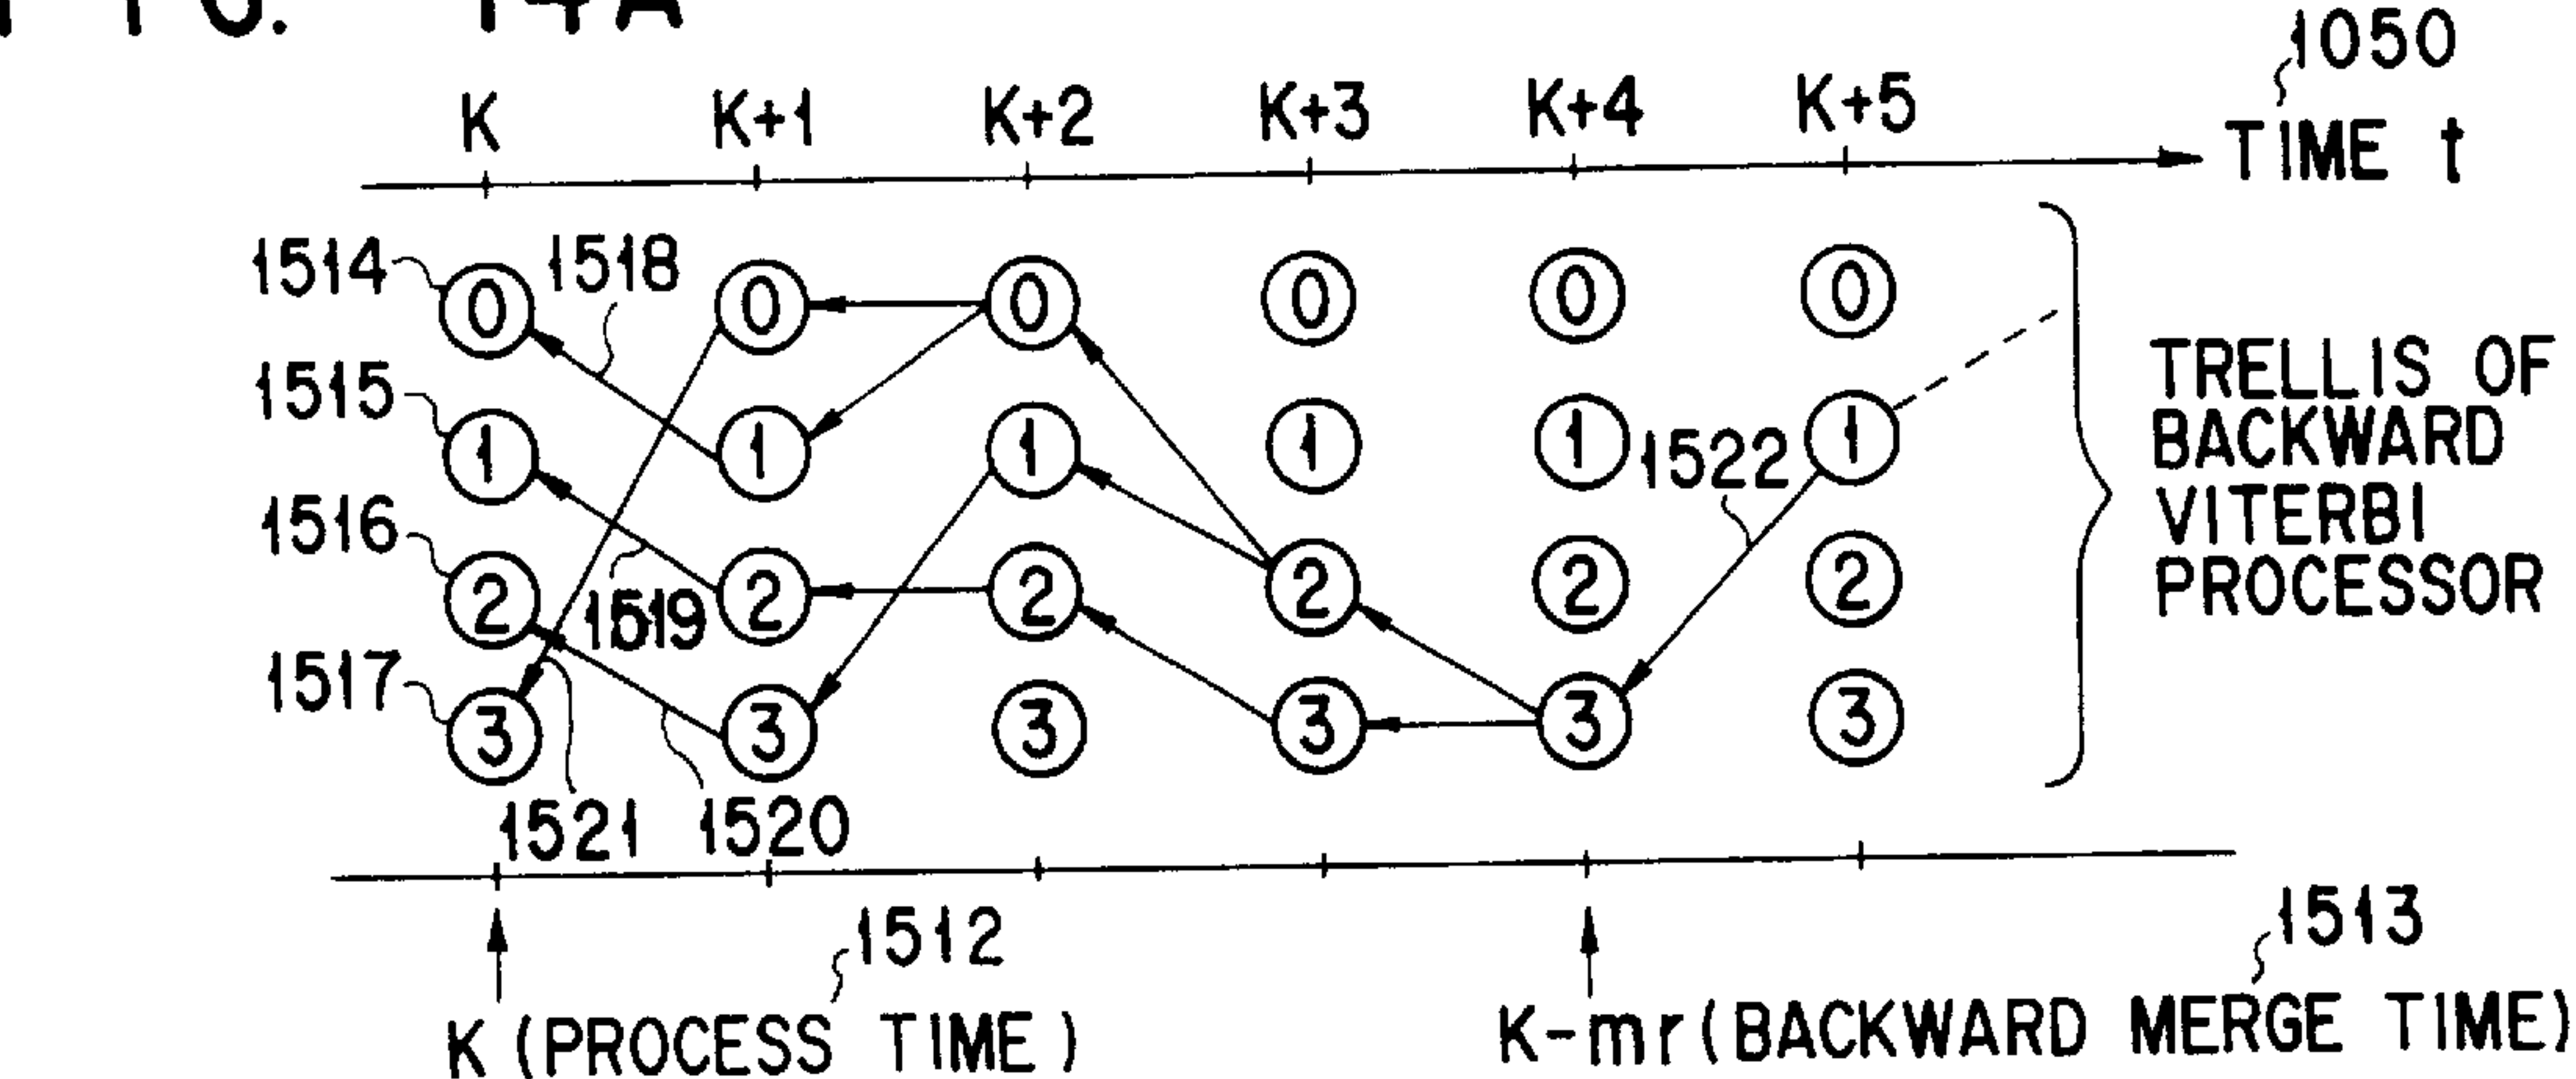 FIG. 14A
1050
K K+1 K+2 K+3 K+4 K+5
TIME t
1514 0 1518 0 0 0 0 0
1515 1 1 1 1 1 1522 1
1516 2 1519 2 2 2 2 2
1517 3 3 3 3 3 3
1521 1520
TRELLIS OF
BACKWARD
VITERBI
PROCESSOR
1512
K (PROCESS TIME)
1513
K-mr (BACKWARD MERGE TIME)